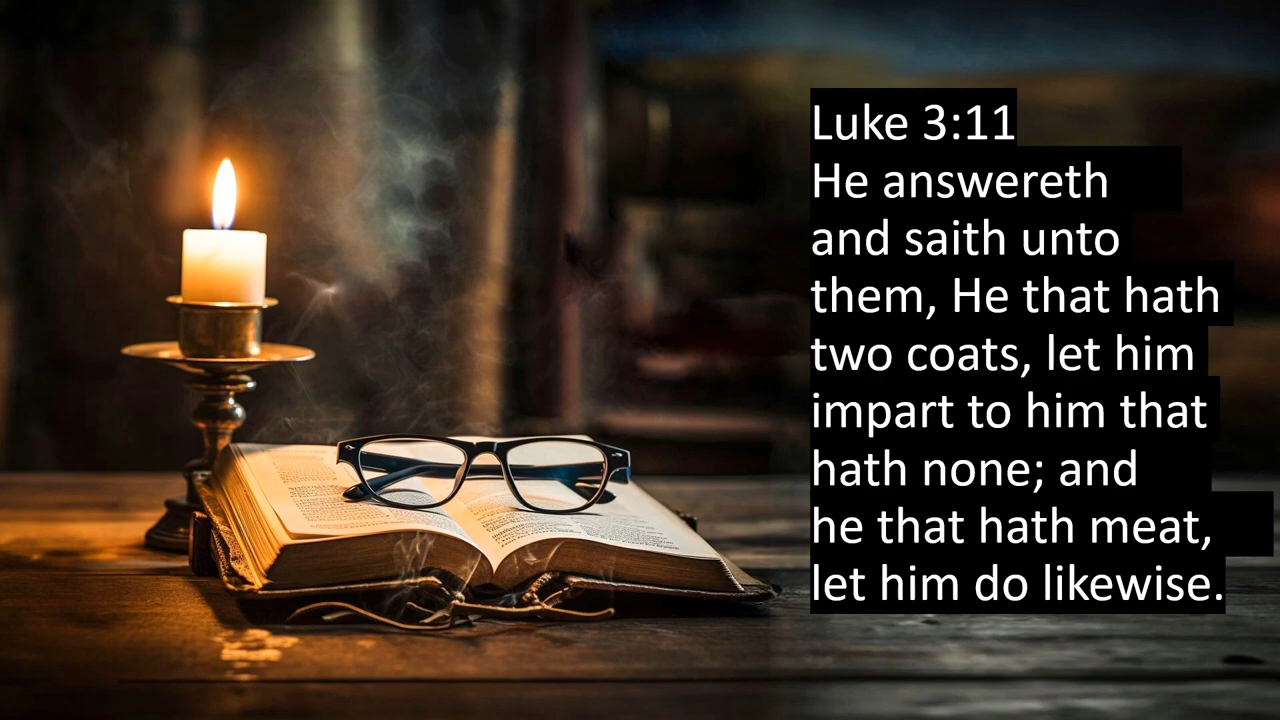 Luke 3:11
He answereth
and saith unto
them, He that hath
two coats, let him
impart to him that
hath none; and
he that hath meat,
let him do likewise.